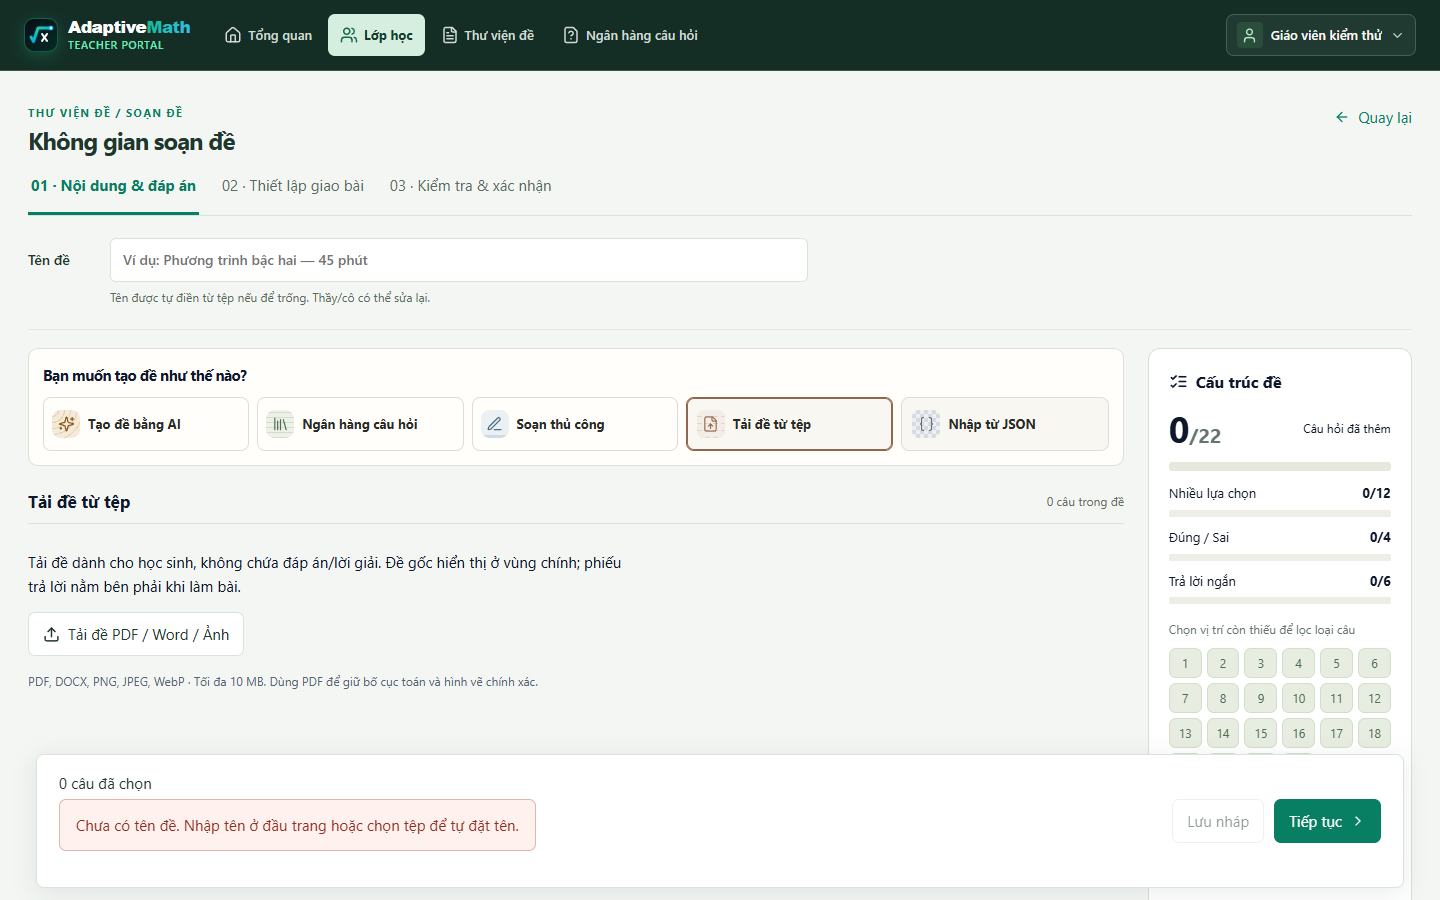 AdaptiveMath
TEACHER PORTAL
Tổng quan
Lớp học
Thư viện đề
Ngân hàng câu hỏi
Giáo viên kiểm thử
THƯ VIỆN ĐỀ / SOẠN ĐỀ
Không gian soạn đề
Quay lại
01 · Nội dung & đáp án
02 · Thiết lập giao bài
03 · Kiểm tra & xác nhận
Tên đề
Ví dụ: Phương trình bậc hai — 45 phút
Tên được tự điền từ tệp nếu để trống. Thầy/cô có thể sửa lại.
Bạn muốn tạo đề như thế nào?
Tạo đề bằng AI
Ngân hàng câu hỏi
Soạn thủ công
Tải đề từ tệp
Nhập từ JSON
Tải đề từ tệp
0 câu trong đề
Tải đề dành cho học sinh, không chứa đáp án/lời giải. Đề gốc hiển thị ở vùng chính; phiếu
trả lời nằm bên phải khi làm bài.
Tải đề PDF / Word / Ảnh
PDF, DOCX, PNG, JPEG, WebP · Tối đa 10 MB. Dùng PDF để giữ bố cục toán và hình vẽ chính xác.
Cấu trúc đề
0/22
Câu hỏi đã thêm
Nhiều lựa chọn 0/12
Đúng / Sai 0/4
Trả lời ngắn 0/6
Chọn vị trí còn thiếu để lọc loại câu
1 2 3 4 5 6
7 8 9 10 11 12
13 14 15 16 17 18
0 câu đã chọn
Chưa có tên đề. Nhập tên ở đầu trang hoặc chọn tệp để tự đặt tên.
Lưu nháp
Tiếp tục